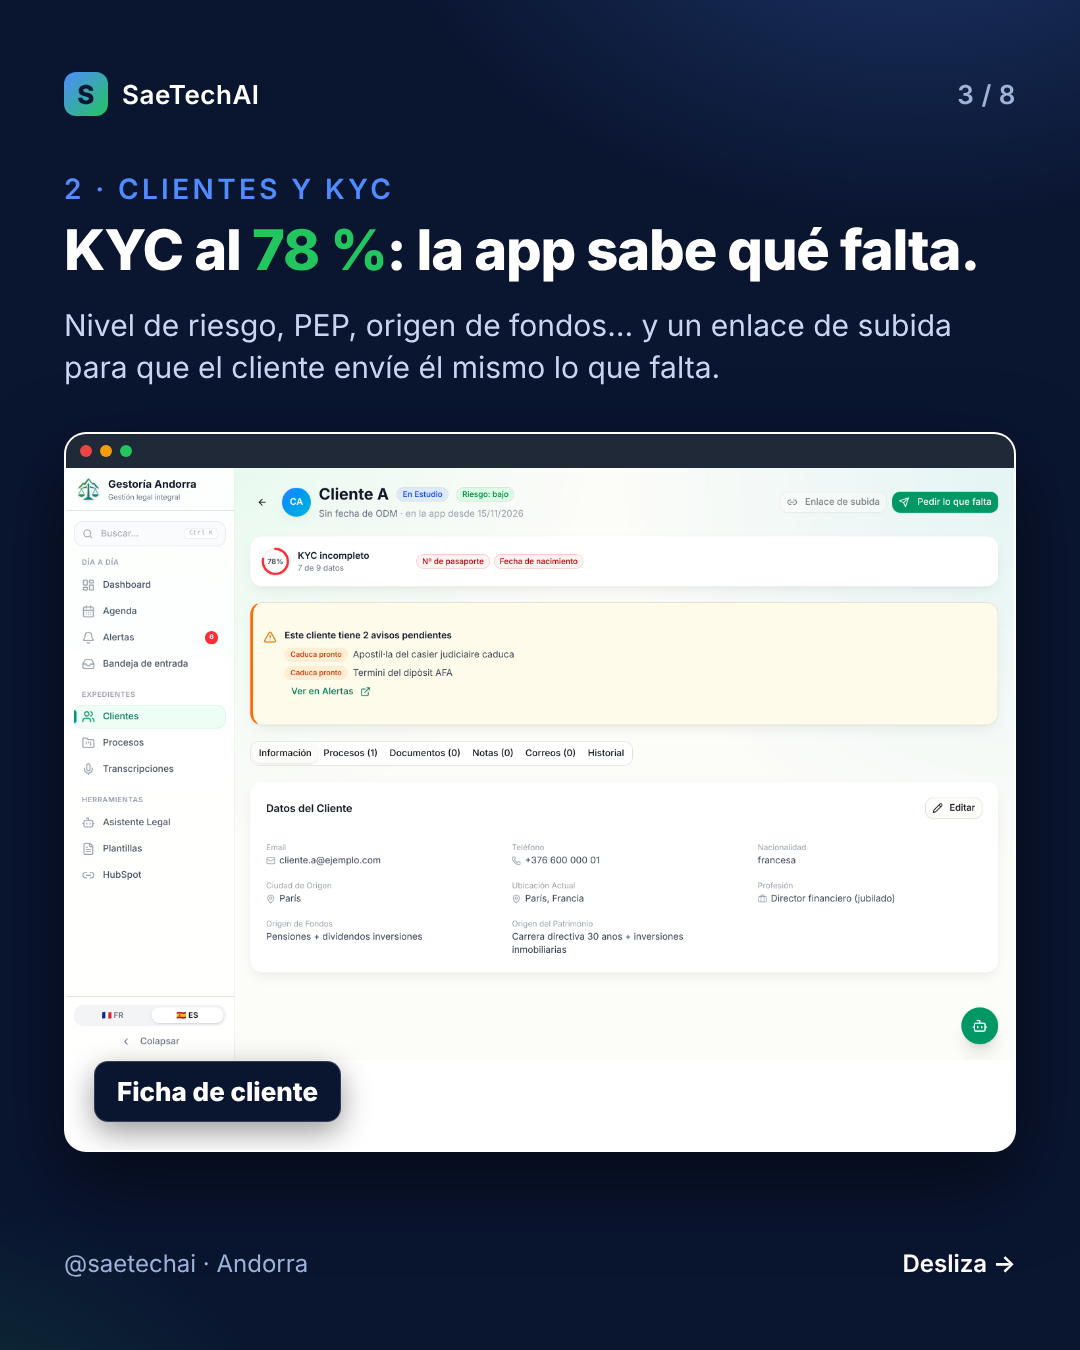 S SaeTechAI
3 / 8
2 · CLIENTES Y KYC
KYC al 78 %: la app sabe qué falta.
Nivel de riesgo, PEP, origen de fondos... y un enlace de subida
para que el cliente envíe él mismo lo que falta.
Gestoría Andorra
Gestión legal integral
Buscar...
Ctrl K
DÍA A DÍA
Dashboard
Agenda
Alertas
6
Bandeja de entrada
EXPEDIENTES
Clientes
Procesos
Transcripciones
HERRAMIENTAS
Asistente Legal
Plantillas
HubSpot
FR
ES
Colapsar
CA
Cliente A
En Estudio
Riesgo: bajo
Sin fecha de ODM · en la app desde 15/11/2026
Enlace de subida
Pedir lo que falta
78%
KYC incompleto
7 de 9 datos
Nº de pasaporte
Fecha de nacimiento
Este cliente tiene 2 avisos pendientes
Caduca pronto Apostil·la del casier judiciaire caduca
Caduca pronto Termini del dipòsit AFA
Ver en Alertas
Información Procesos (1) Documentos (0) Notas (0) Correos (0) Historial
Datos del Cliente
Editar
Email
cliente.a@ejemplo.com
Teléfono
+376 600 000 01
Nacionalidad
francesa
Ciudad de Origen
París
Ubicación Actual
París, Francia
Profesión
Director financiero (jubilado)
Origen de Fondos
Pensiones + dividendos inversiones
Origen del Patrimonio
Carrera directiva 30 anos + inversiones
inmobiliarias
Ficha de cliente
@saetechai · Andorra
Desliza →